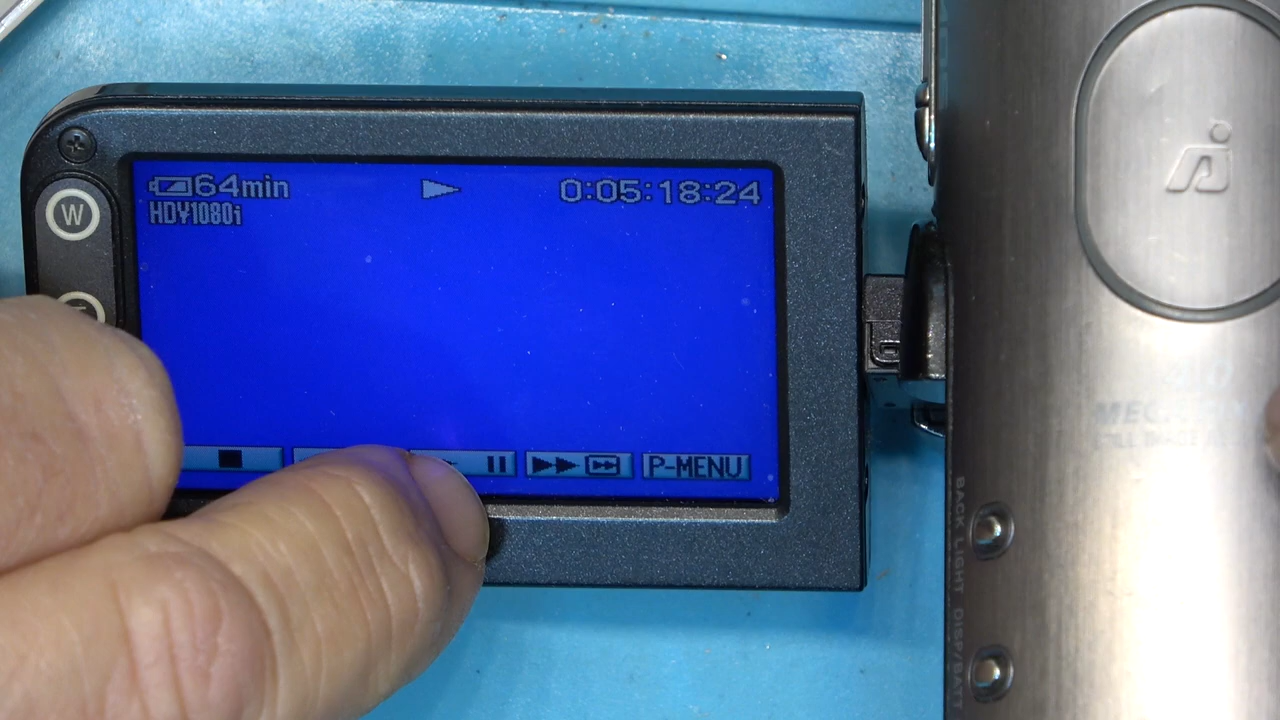 64min 0:05:18:24
HDV1080i
W
P-MENU
BACK LIGHT
DISP/BATT